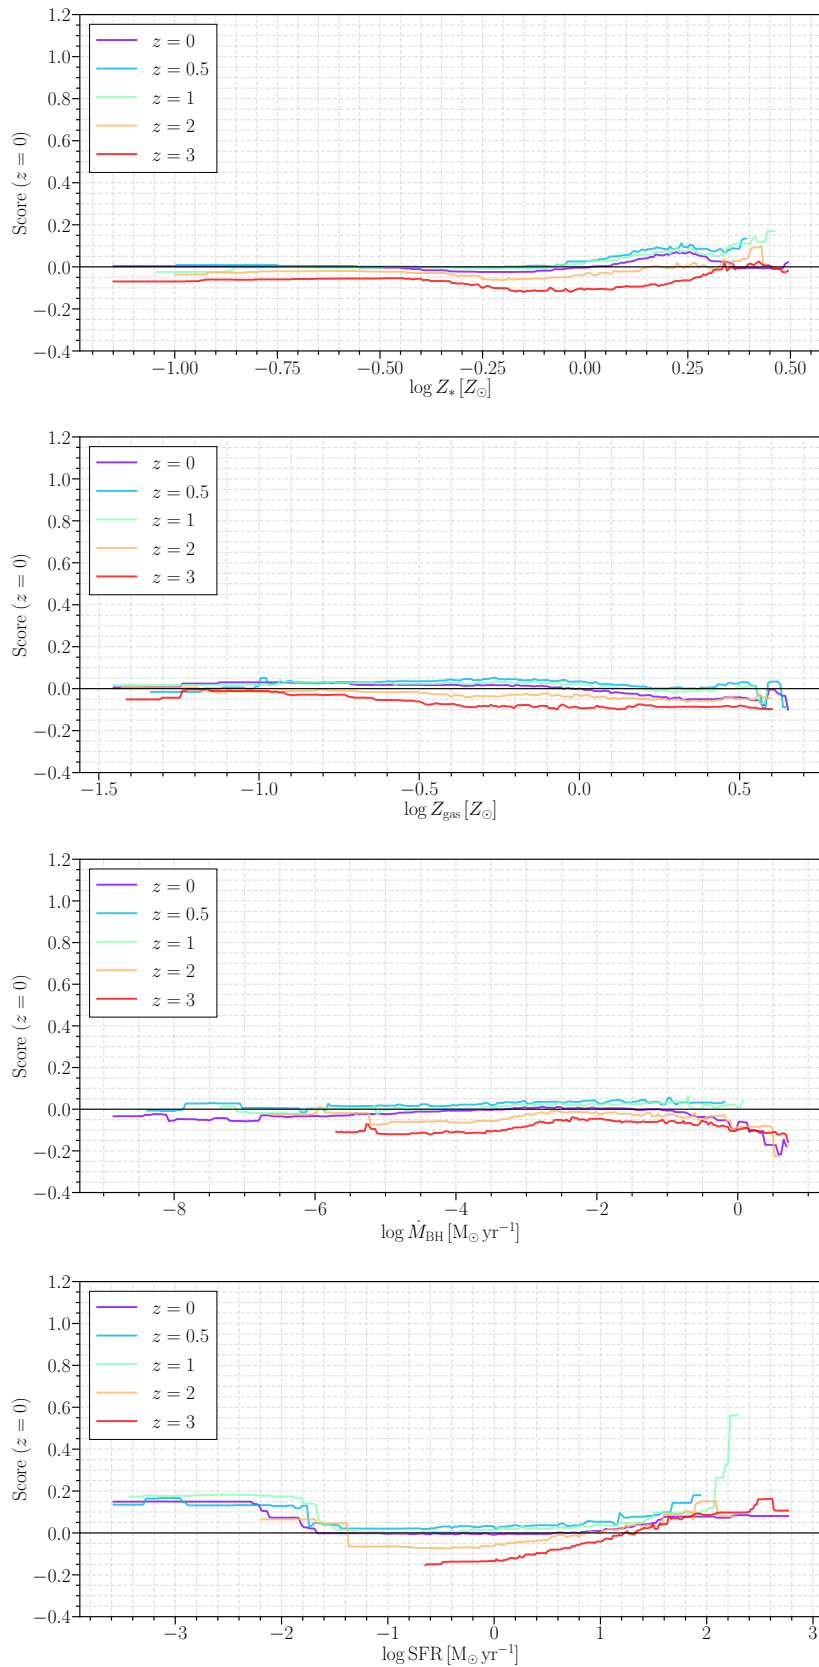 1.2
1.0
0.8
0.6
0.4
0.2
0.0
−0.2
−0.4
Score (z = 0)
z = 0
z = 0.5
z = 1
z = 2
z = 3
−1.00 −0.75 −0.50 −0.25 0.00 0.25 0.50
log Z* [Z⊙]
1.2
1.0
0.8
0.6
0.4
0.2
0.0
−0.2
−0.4
Score (z = 0)
z = 0
z = 0.5
z = 1
z = 2
z = 3
−1.5 −1.0 −0.5 0.0 0.5
log Zgas [Z⊙]
1.2
1.0
0.8
0.6
0.4
0.2
0.0
−0.2
−0.4
Score (z = 0)
z = 0
z = 0.5
z = 1
z = 2
z = 3
−8 −6 −4 −2 0
log ṀBH [M⊙ yr⁻¹]
1.2
1.0
0.8
0.6
0.4
0.2
0.0
−0.2
−0.4
Score (z = 0)
z = 0
z = 0.5
z = 1
z = 2
z = 3
−3 −2 −1 0 1 2 3
log SFR [M⊙ yr⁻¹]